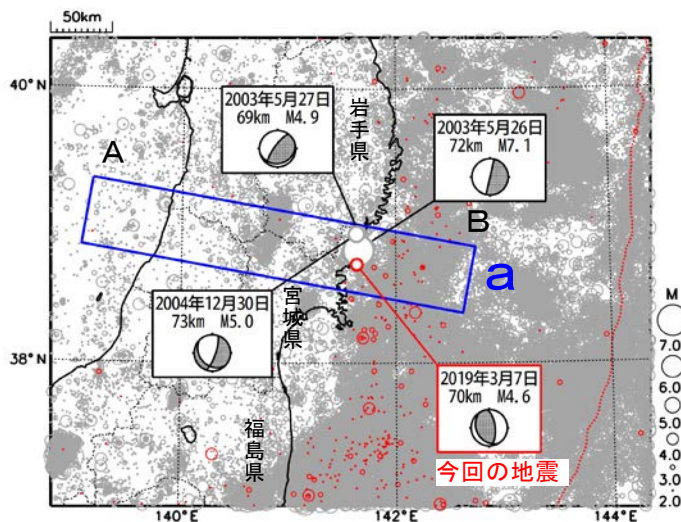 50km
40°N
38°N
140°E
142°E
144°E
A
B
a
岩手県
宮城県
福島県
2003年5月27日
69km M4.9
2003年5月26日
72km M7.1
2004年12月30日
73km M5.0
2019年3月7日
70km M4.6
今回の地震
M
7.0
6.0
5.0
4.0
3.0
2.0